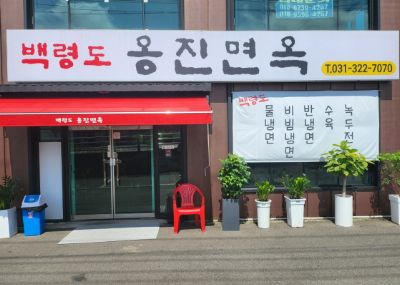 백령도 옹진면옥
T.031-322-7070
백령도 옹진면옥
백령도
물냉면
비빔냉면
반냉면
수육
녹두전